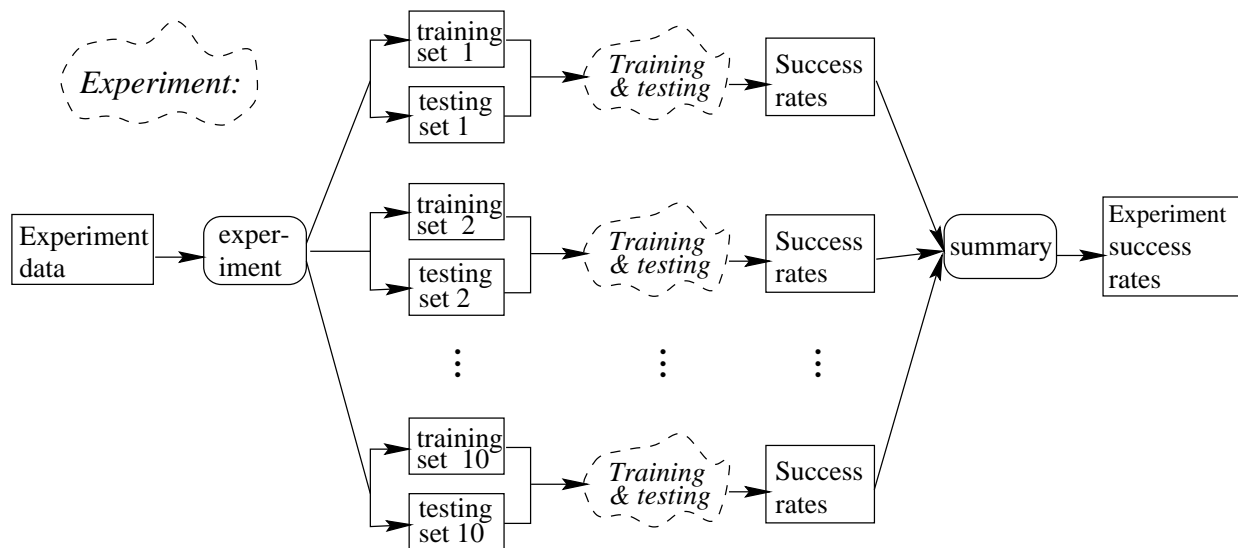 Experiment:
training
set 1
testing
set 1
Training
& testing
Success
rates
Experiment
data
exper-
iment
training
set 2
testing
set 2
Training
& testing
Success
rates
summary
Experiment
success
rates
training
set 10
testing
set 10
Training
& testing
Success
rates